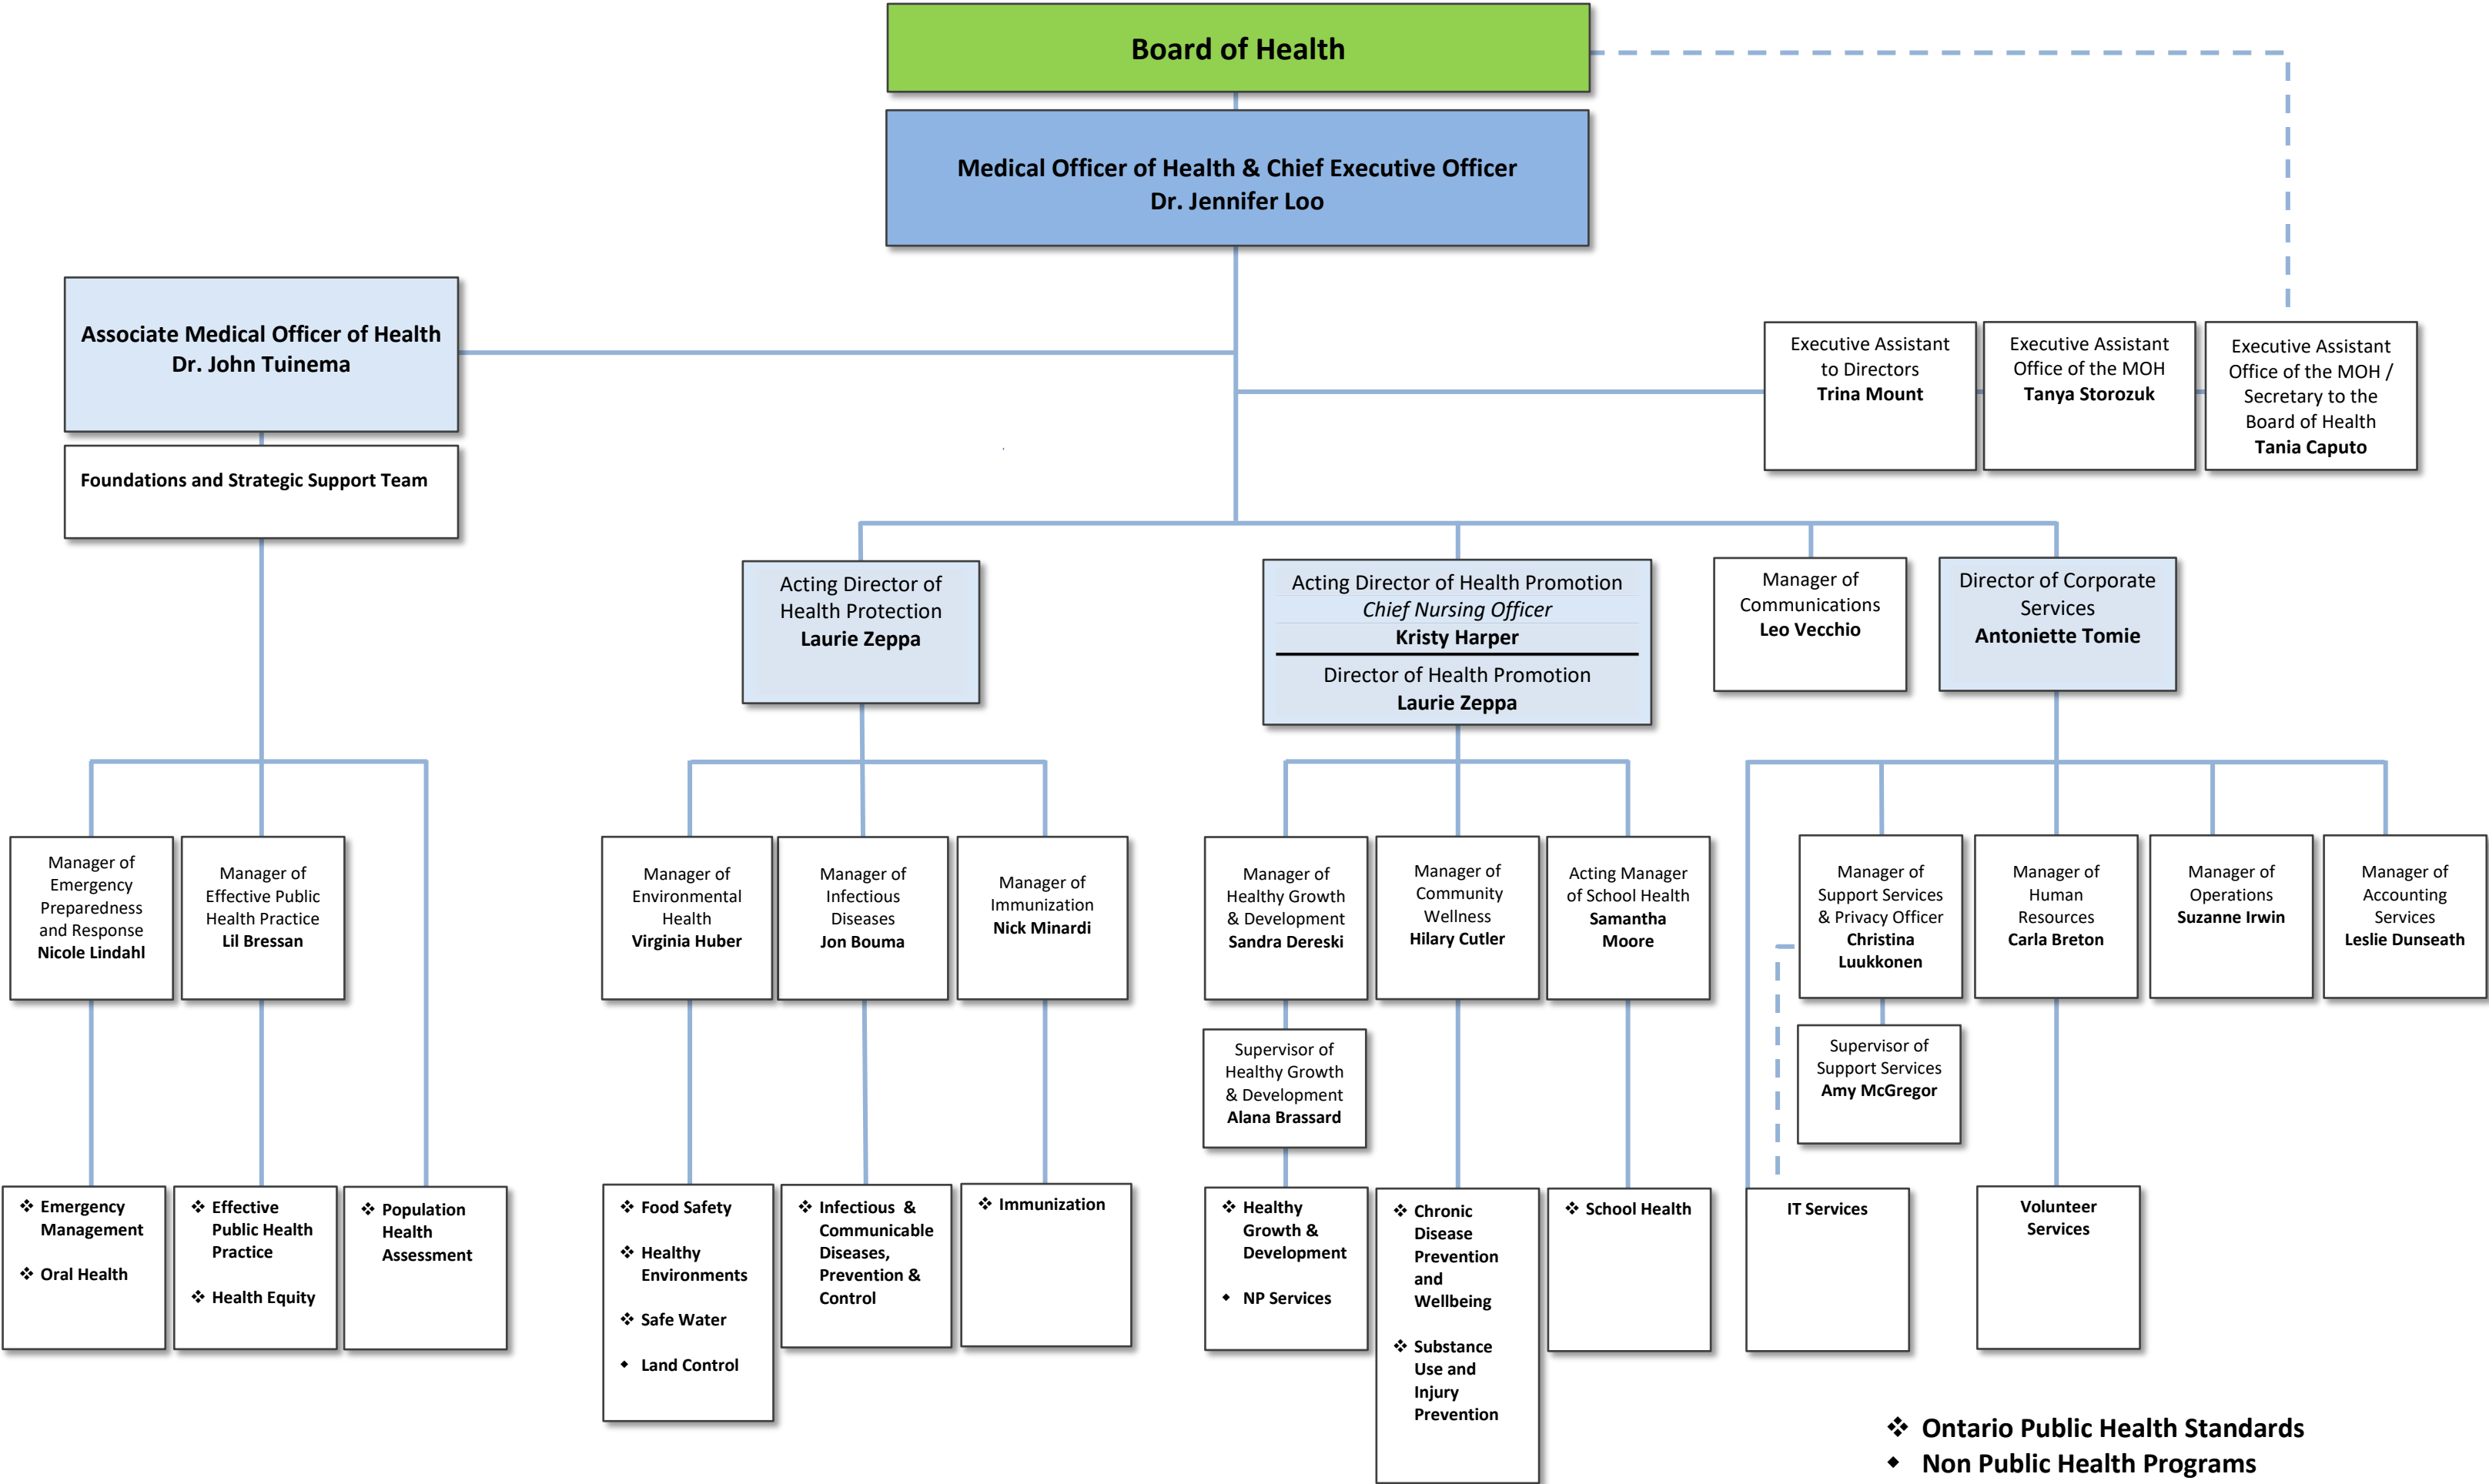 Board of Health
Medical Officer of Health & Chief Executive Officer
Dr. Jennifer Loo
Associate Medical Officer of Health
Dr. John Tuinema
Foundations and Strategic Support Team
Executive Assistant
to Directors
Trina Mount
Executive Assistant
Office of the MOH
Tanya Storozuk
Executive Assistant
Office of the MOH /
Secretary to the
Board of Health
Tania Caputo
Acting Director of
Health Protection
Laurie Zeppa
Acting Director of Health Promotion
Chief Nursing Officer
Kristy Harper
Director of Health Promotion
Laurie Zeppa
Manager of
Communications
Leo Vecchio
Director of Corporate
Services
Antoniette Tomie
Manager of
Emergency
Preparedness
and Response
Nicole Lindahl
Manager of
Effective Public
Health Practice
Lil Bressan
Manager of
Environmental
Health
Virginia Huber
Manager of
Infectious
Diseases
Jon Bouma
Manager of
Immunization
Nick Minardi
Manager of
Healthy Growth
& Development
Sandra Dereski
Manager of
Community
Wellness
Hilary Cutler
Acting Manager
of School Health
Samantha
Moore
Manager of
Support Services
& Privacy Officer
Christina
Luukkonen
Manager of
Human
Resources
Carla Breton
Manager of
Operations
Suzanne Irwin
Manager of
Accounting
Services
Leslie Dunseath
Supervisor of
Healthy Growth
& Development
Alana Brassard
Supervisor of
Support Services
Amy McGregor
❖ Emergency
Management
❖ Oral Health
❖ Effective
Public Health
Practice
❖ Health Equity
❖ Population
Health
Assessment
❖ Food Safety
❖ Healthy
Environments
❖ Safe Water
◆ Land Control
❖ Infectious &
Communicable
Diseases,
Prevention &
Control
❖ Immunization
❖ Healthy
Growth &
Development
◆ NP Services
❖ Chronic
Disease
Prevention
and
Wellbeing
❖ Substance
Use and
Injury
Prevention
❖ School Health
IT Services
Volunteer
Services
❖ Ontario Public Health Standards
◆ Non Public Health Programs